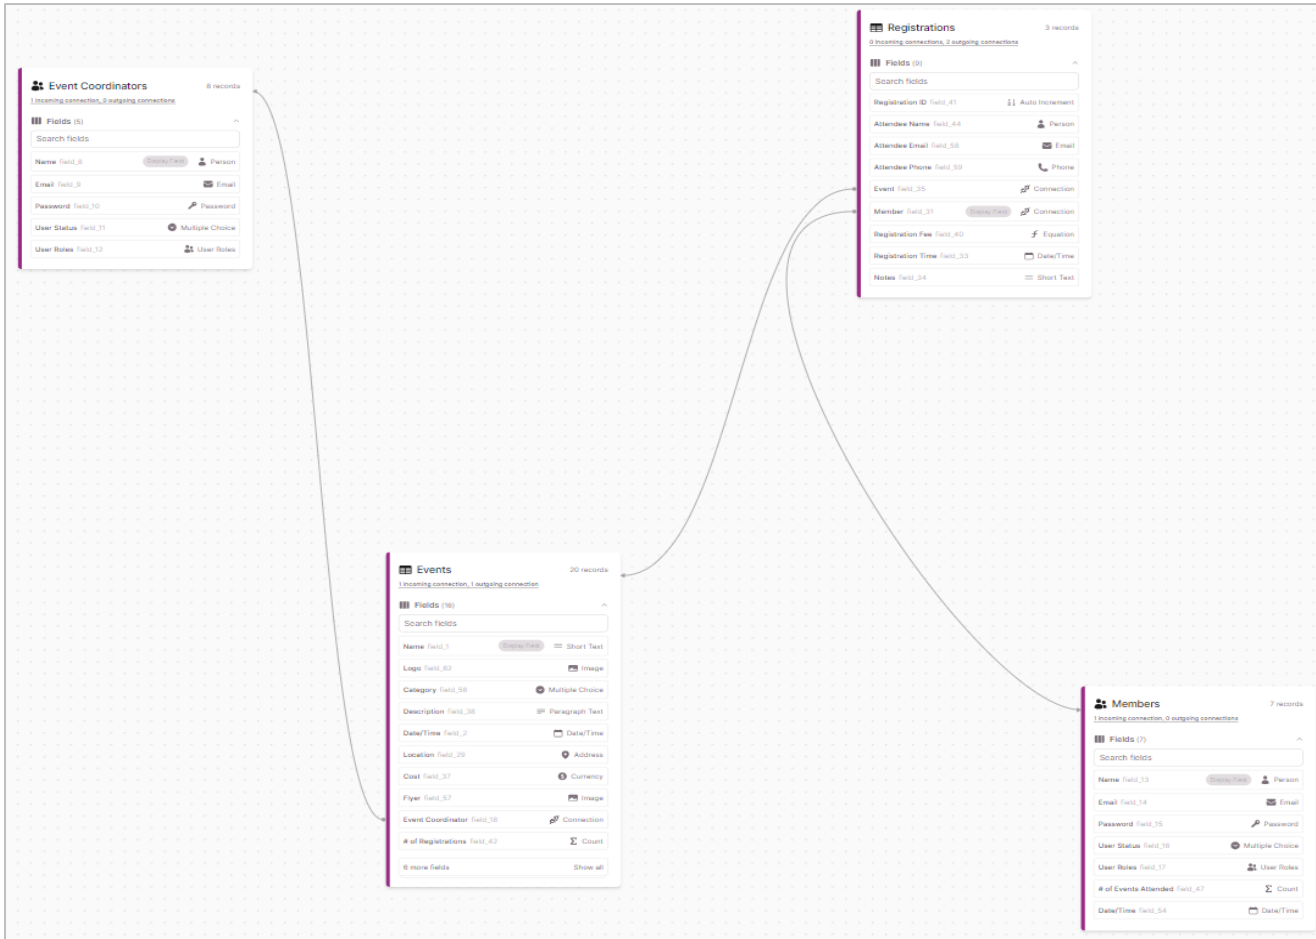 Event Coordinators 8 records
1 incoming connection, 0 outgoing connections
Fields (5)
Search fields
Name field_8 Display Field Person
Email field_9 Email
Password field_10 Password
User Status field_11 Multiple Choice
User Roles field_12 User Roles
Registrations 3 records
0 incoming connections, 2 outgoing connections
Fields (9)
Search fields
Registration ID field_41 Auto Increment
Attendee Name field_44 Person
Attendee Email field_58 Email
Attendee Phone field_59 Phone
Event field_35 Connection
Member field_31 Display Field Connection
Registration Fee field_40 Equation
Registration Time field_33 Date/Time
Notes field_34 Short Text
Events 20 records
1 incoming connection, 1 outgoing connection
Fields (16)
Search fields
Name field_1 Display Field Short Text
Logo field_62 Image
Category Multiple Choice
Description field_38 Paragraph Text
Date/Time field_2 Date/Time
Location field_29 Address
Cost field_37 Currency
Flyer field_57 Image
Event Coordinator field_18 Connection
# of Registrations field_42 Count
6 more fields Show all
Members 7 records
1 incoming connection, 0 outgoing connections
Fields (7)
Search fields
Name field_13 Display Field Person
Email field_14 Email
Password field_15 Password
User Status field_16 Multiple Choice
User Roles field_17 User Roles
# of Events Attended field_47 Count
Date/Time field_54 Date/Time